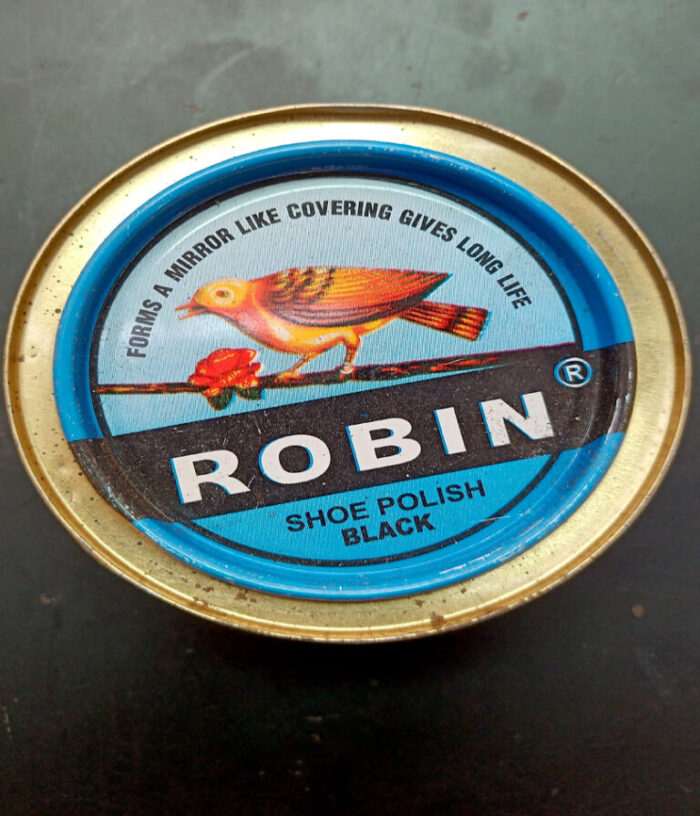 FORMS A MIRROR LIKE COVERING GIVES LONG LIFE
ROBIN ®
SHOE POLISH
BLACK